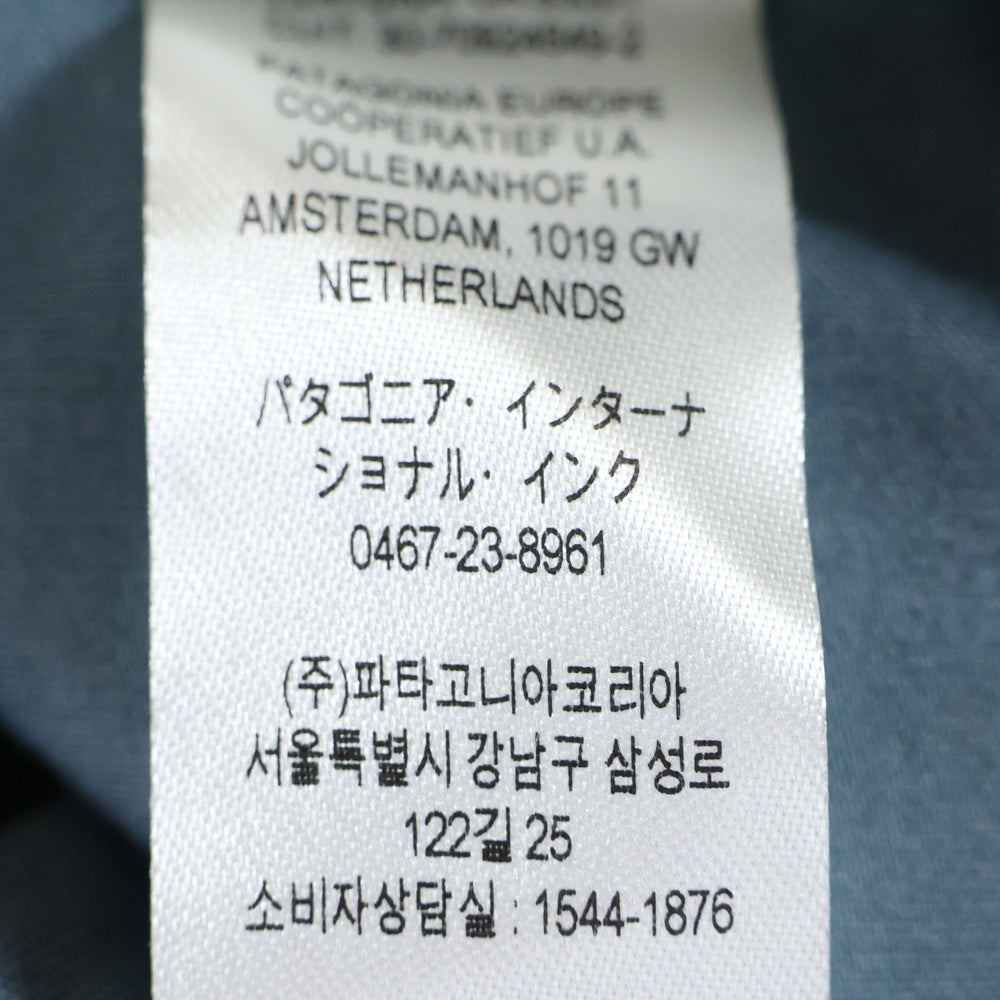 PATAGONIA EUROPE
COOPERATIEF U.A.
JOLLEMANHOF 11
AMSTERDAM, 1019 GW
NETHERLANDS
パタゴニア・インターナ
ショナル・インク
0467-23-8961
(주)파타고니아코리아
서울특별시 강남구 삼성로
122길 25
소비자상담실 : 1544-1876